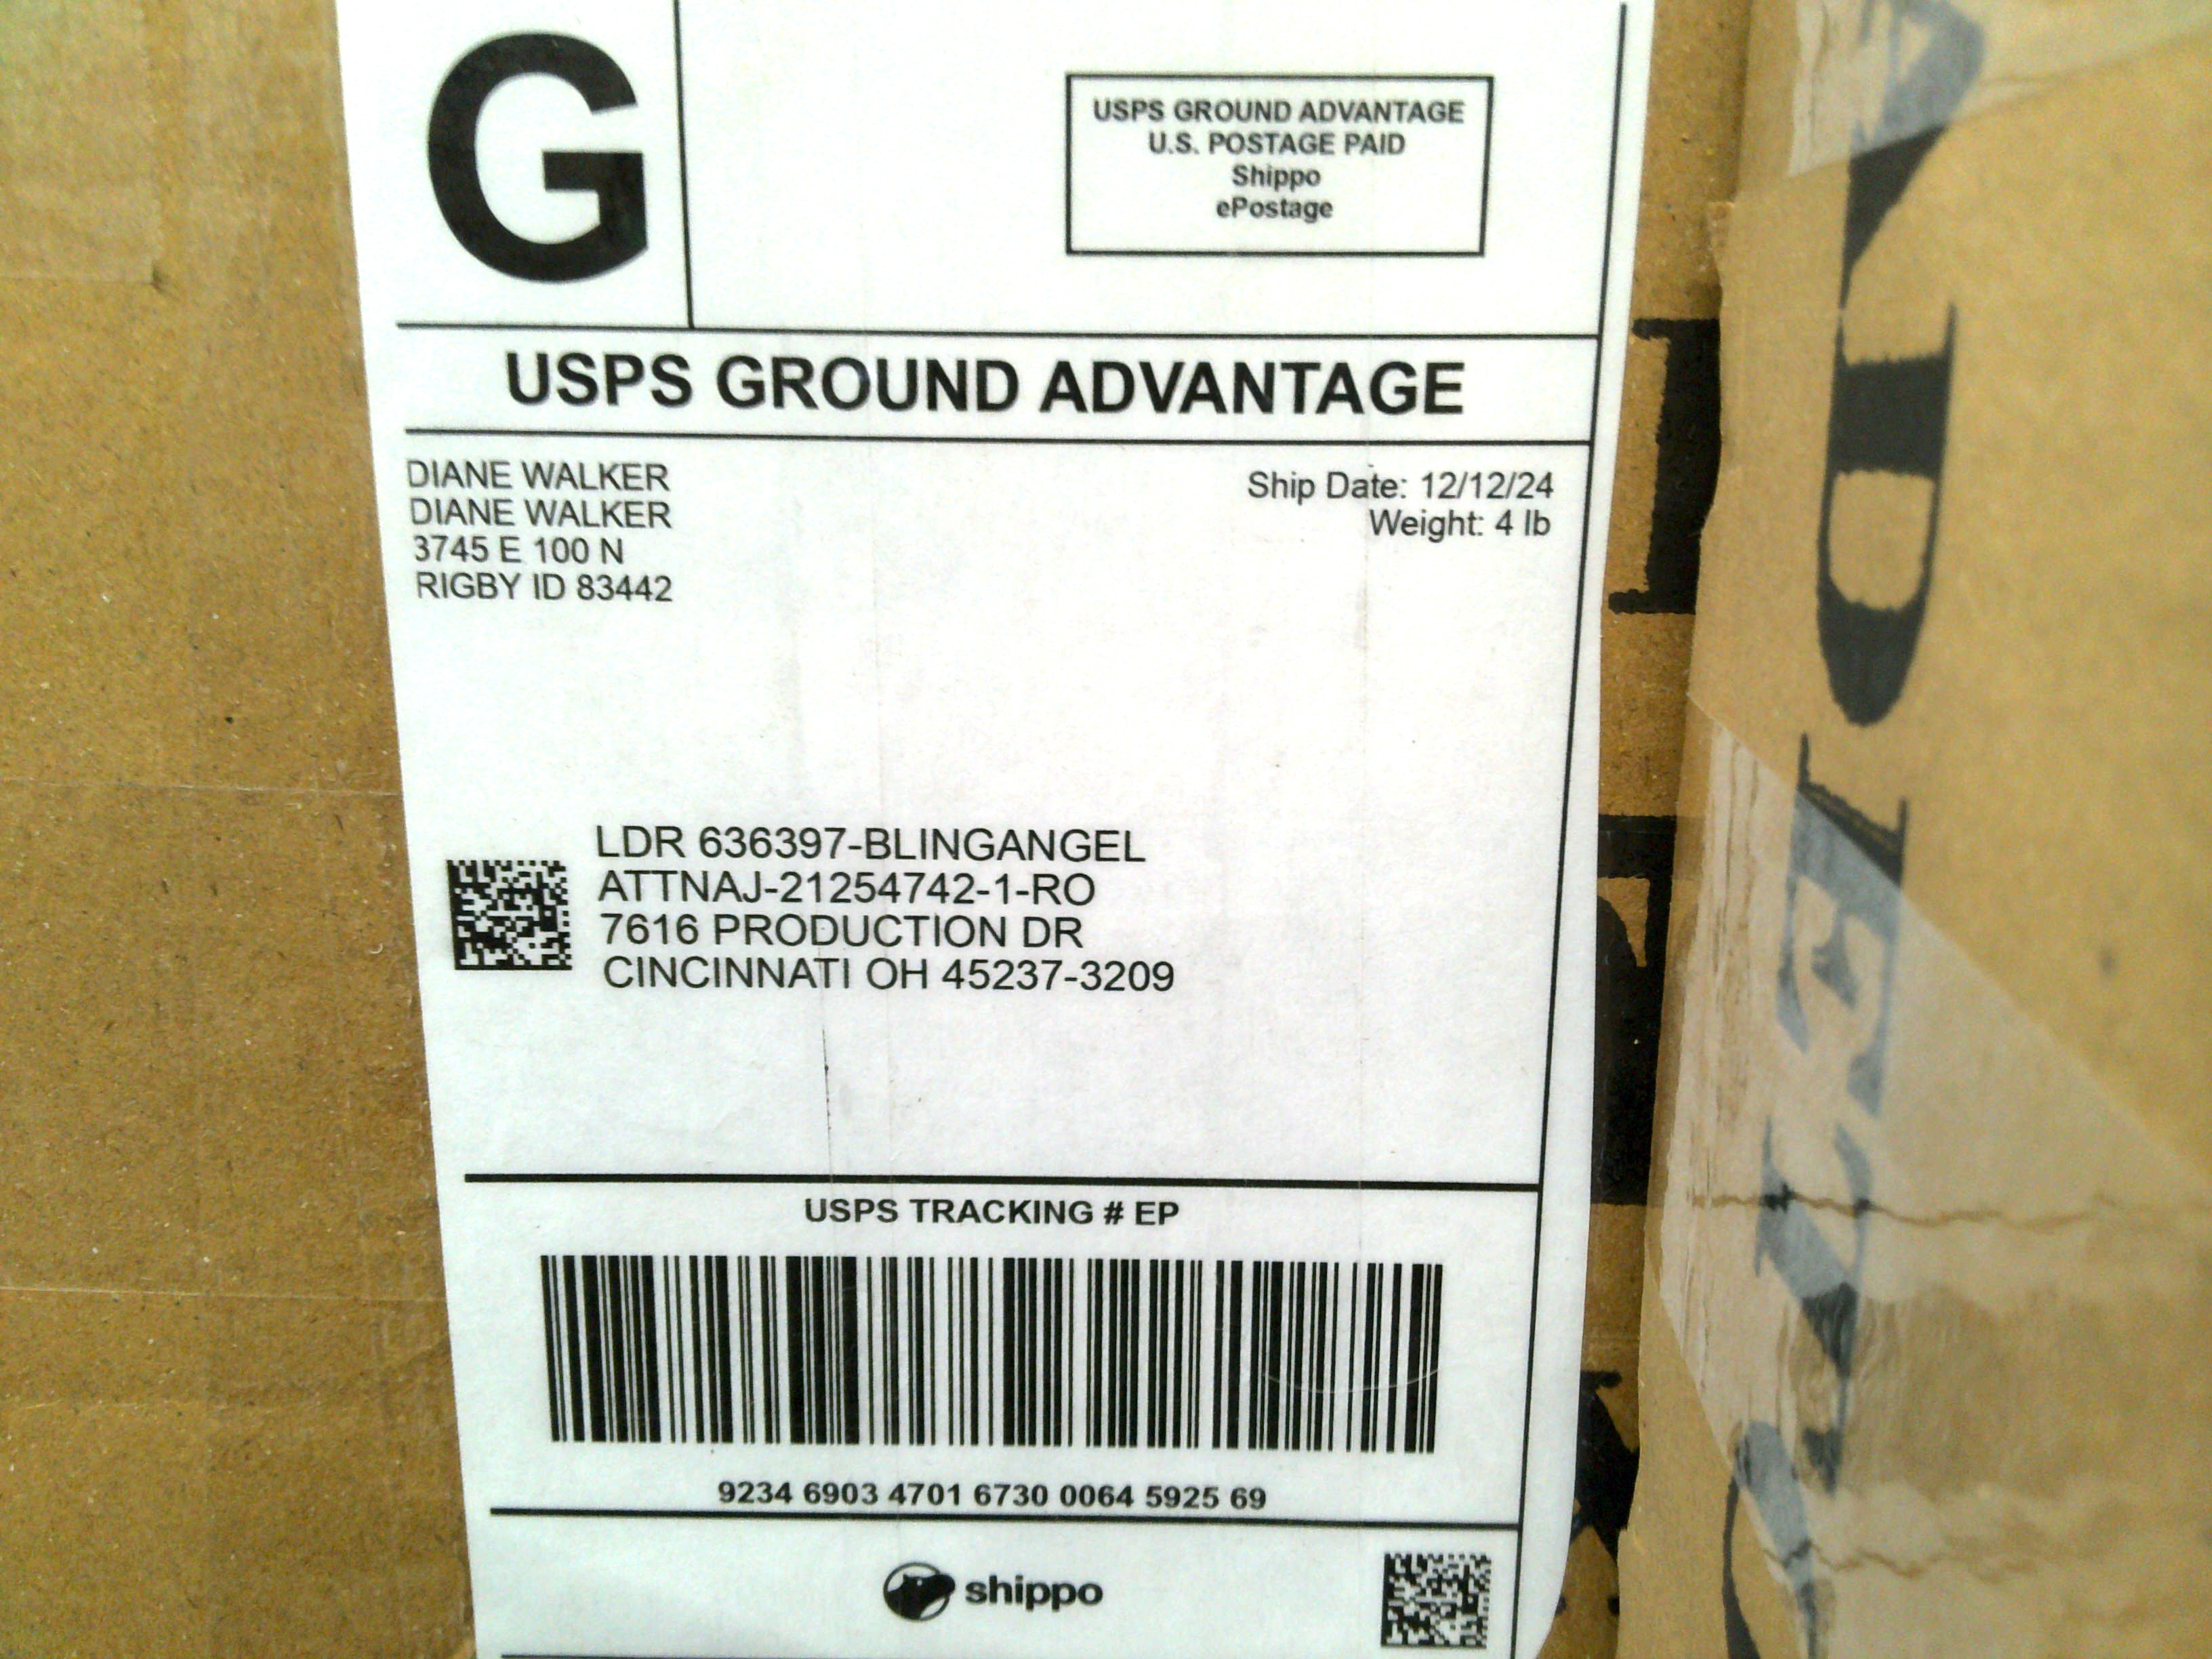 G
USPS GROUND ADVANTAGE
U.S. POSTAGE PAID
Shippo
ePostage
USPS GROUND ADVANTAGE
DIANE WALKER
DIANE WALKER
3745 E 100 N
RIGBY ID 83442
Ship Date: 12/12/24
Weight: 4 lb
LDR 636397-BLINGANGEL
ATTNAJ-21254742-1-RO
7616 PRODUCTION DR
CINCINNATI OH 45237-3209
USPS TRACKING # EP
9234 6903 4701 6730 0064 5925 69
shippo